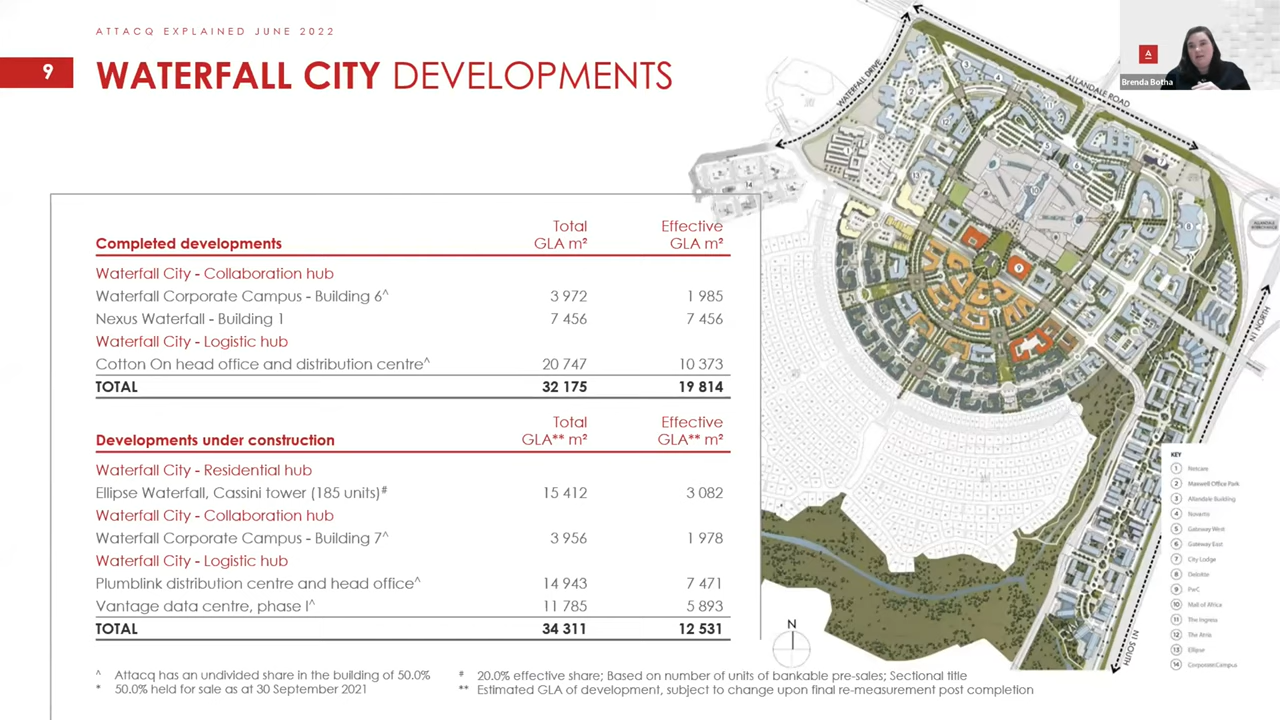 ATTACQ EXPLAINED JUNE 2022
9
WATERFALL CITY DEVELOPMENTS
Brenda Botha
WATERFALL DRIVE
ALLANDALE ROAD
N1 NORTH
N1 SOUTH
Completed developments Total GLA m² Effective GLA m²
Waterfall City - Collaboration hub
Waterfall Corporate Campus - Building 6^ 3 972 1 985
Nexus Waterfall - Building 1 7 456 7 456
Waterfall City - Logistic hub
Cotton On head office and distribution centre^ 20 747 10 373
TOTAL 32 175 19 814
Developments under construction Total GLA** m² Effective GLA** m²
Waterfall City - Residential hub
Ellipse Waterfall, Cassini tower (185 units)# 15 412 3 082
Waterfall City - Collaboration hub
Waterfall Corporate Campus - Building 7^ 3 956 1 978
Waterfall City - Logistic hub
Plumblink distribution centre and head office^ 14 943 7 471
Vantage data centre, phase I^ 11 785 5 893
TOTAL 34 311 12 531
^ Attacq has an undivided share in the building of 50.0%
* 50.0% held for sale as at 30 September 2021
# 20.0% effective share; Based on number of units of bankable pre-sales; Sectional title
** Estimated GLA of development, subject to change upon final re-measurement post completion
N
KEY
1 Netcare
2 Maxwell Office Park
3 Allandale Building
4 Novartis
5 Gateway West
6 Gateway East
7 City Lodge
8 Deloitte
9 PwC
10 Mall of Africa
11 The Ingress
12 The Atria
13 Ellipse
14 Corporate Campus